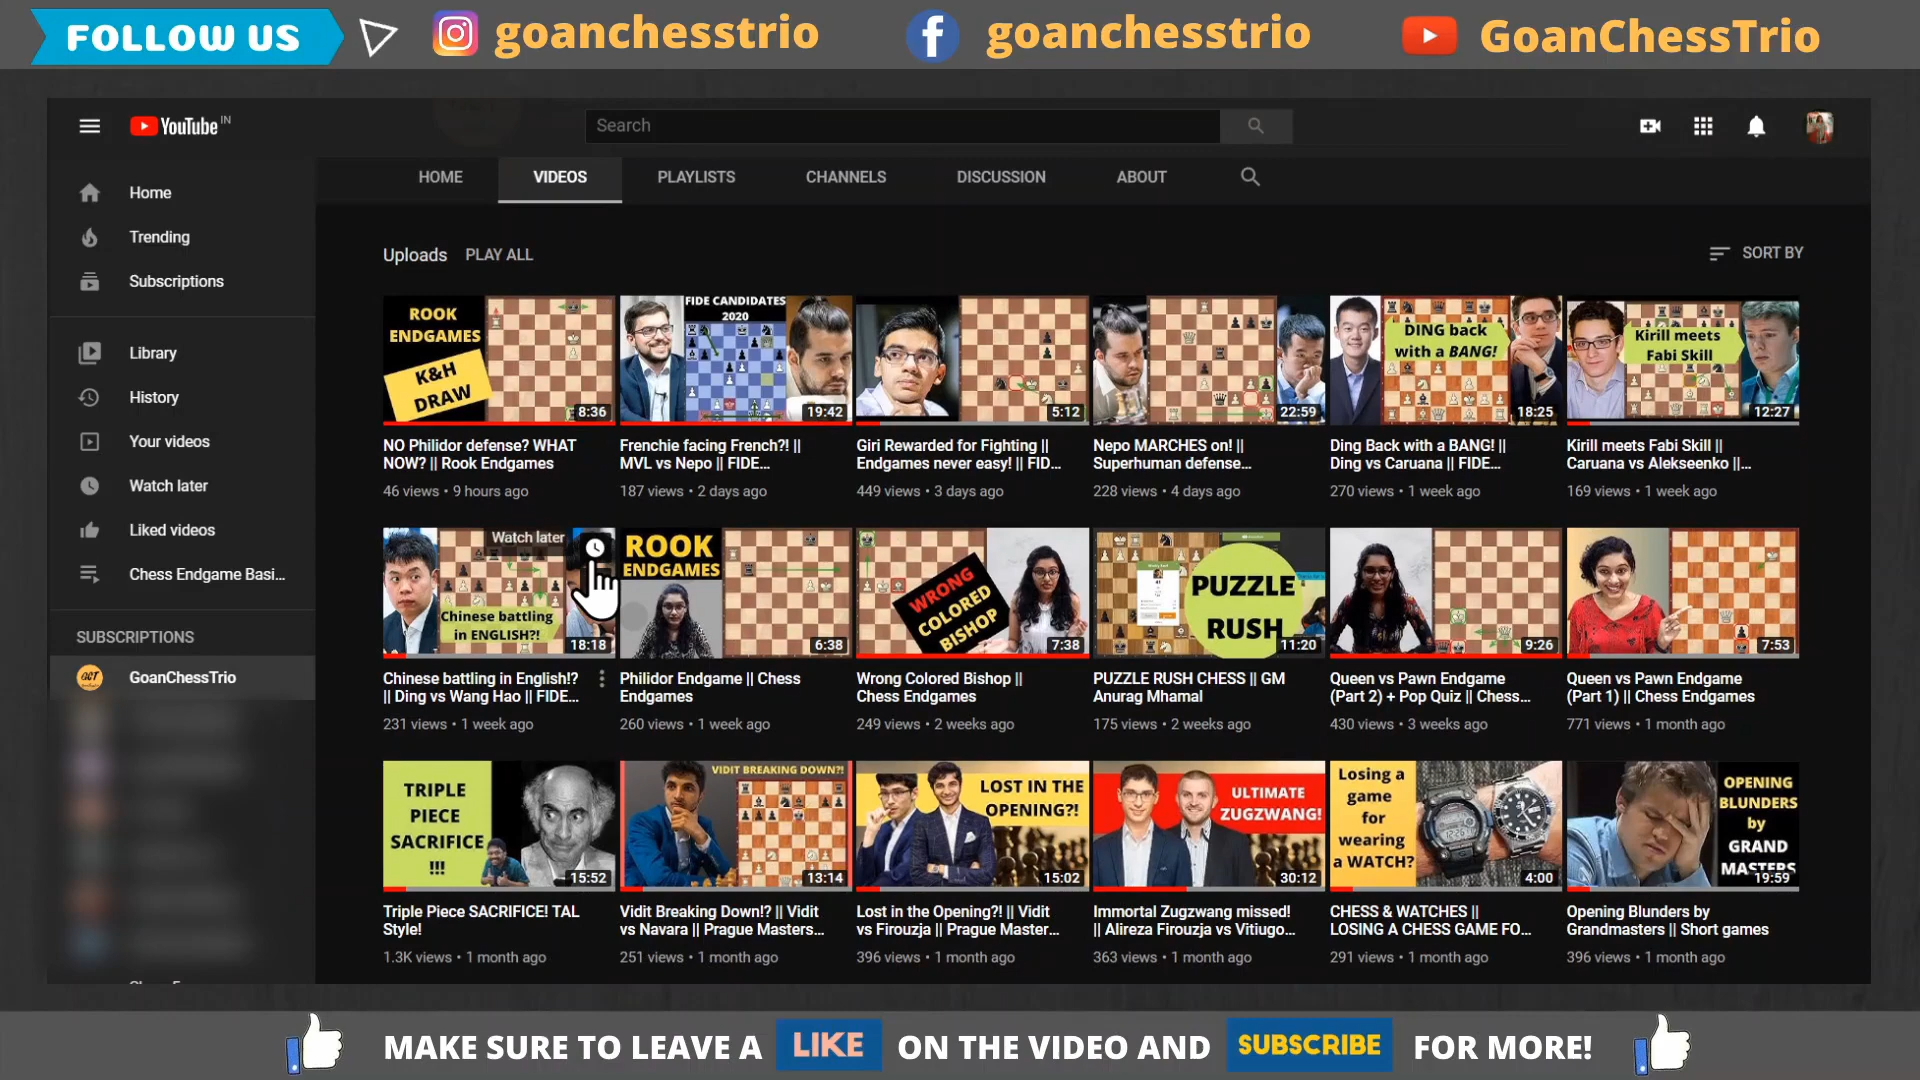 FOLLOW US
goanchesstrio
goanchesstrio
GoanChessTrio
YouTube IN
Search
HOME
VIDEOS
PLAYLISTS
CHANNELS
DISCUSSION
ABOUT
Home
Trending
Subscriptions
Library
History
Your videos
Watch later
Liked videos
Chess Endgame Basi...
SUBSCRIPTIONS
GCT
GoanChessTrio
Uploads
PLAY ALL
SORT BY
ROOK
ENDGAMES
K&H
DRAW
8:36
NO Philidor defense? WHAT
NOW? || Rook Endgames
46 views • 9 hours ago
FIDE CANDIDATES
2020
19:42
Frenchie facing French?! ||
MVL vs Nepo || FIDE...
187 views • 2 days ago
5:12
Giri Rewarded for Fighting ||
Endgames never easy! || FID...
449 views • 3 days ago
22:59
Nepo MARCHES on! ||
Superhuman defense...
228 views • 4 days ago
DING back
with a BANG!
18:25
Ding Back with a BANG! ||
Ding vs Caruana || FIDE...
270 views • 1 week ago
Kirill meets
Fabi Skill
12:27
Kirill meets Fabi Skill ||
Caruana vs Alekseenko ||...
169 views • 1 week ago
Watch later
Chinese battling
in ENGLISH?!
18:18
Chinese battling in English!?
|| Ding vs Wang Hao || FIDE...
231 views • 1 week ago
ROOK
ENDGAMES
6:38
Philidor Endgame || Chess
Endgames
260 views • 1 week ago
WRONG
COLORED
BISHOP
7:38
Wrong Colored Bishop ||
Chess Endgames
249 views • 2 weeks ago
PUZZLE
RUSH
11:20
PUZZLE RUSH CHESS || GM
Anurag Mhamal
175 views • 2 weeks ago
9:26
Queen vs Pawn Endgame
(Part 2) + Pop Quiz || Chess...
430 views • 3 weeks ago
7:53
Queen vs Pawn Endgame
(Part 1) || Chess Endgames
771 views • 1 month ago
TRIPLE
PIECE
SACRIFICE
!!!
15:52
Triple Piece SACRIFICE! TAL
Style!
1.3K views • 1 month ago
VIDIT BREAKING DOWN?!
13:14
Vidit Breaking Down!? || Vidit
vs Navara || Prague Masters...
251 views • 1 month ago
LOST IN THE
OPENING?!
15:02
Lost in the Opening?! || Vidit
vs Firouzja || Prague Master...
396 views • 1 month ago
ULTIMATE
ZUGZWANG!
30:12
Immortal Zugzwang missed!
|| Alireza Firouzja vs Vitiugo...
363 views • 1 month ago
Losing a
game
for
wearing
a WATCH?
4:00
CHESS & WATCHES ||
LOSING A CHESS GAME FO...
291 views • 1 month ago
OPENING
BLUNDERS
by
GRAND
MASTERS
19:59
Opening Blunders by
Grandmasters || Short games
396 views • 1 month ago
MAKE SURE TO LEAVE A LIKE ON THE VIDEO AND SUBSCRIBE FOR MORE!